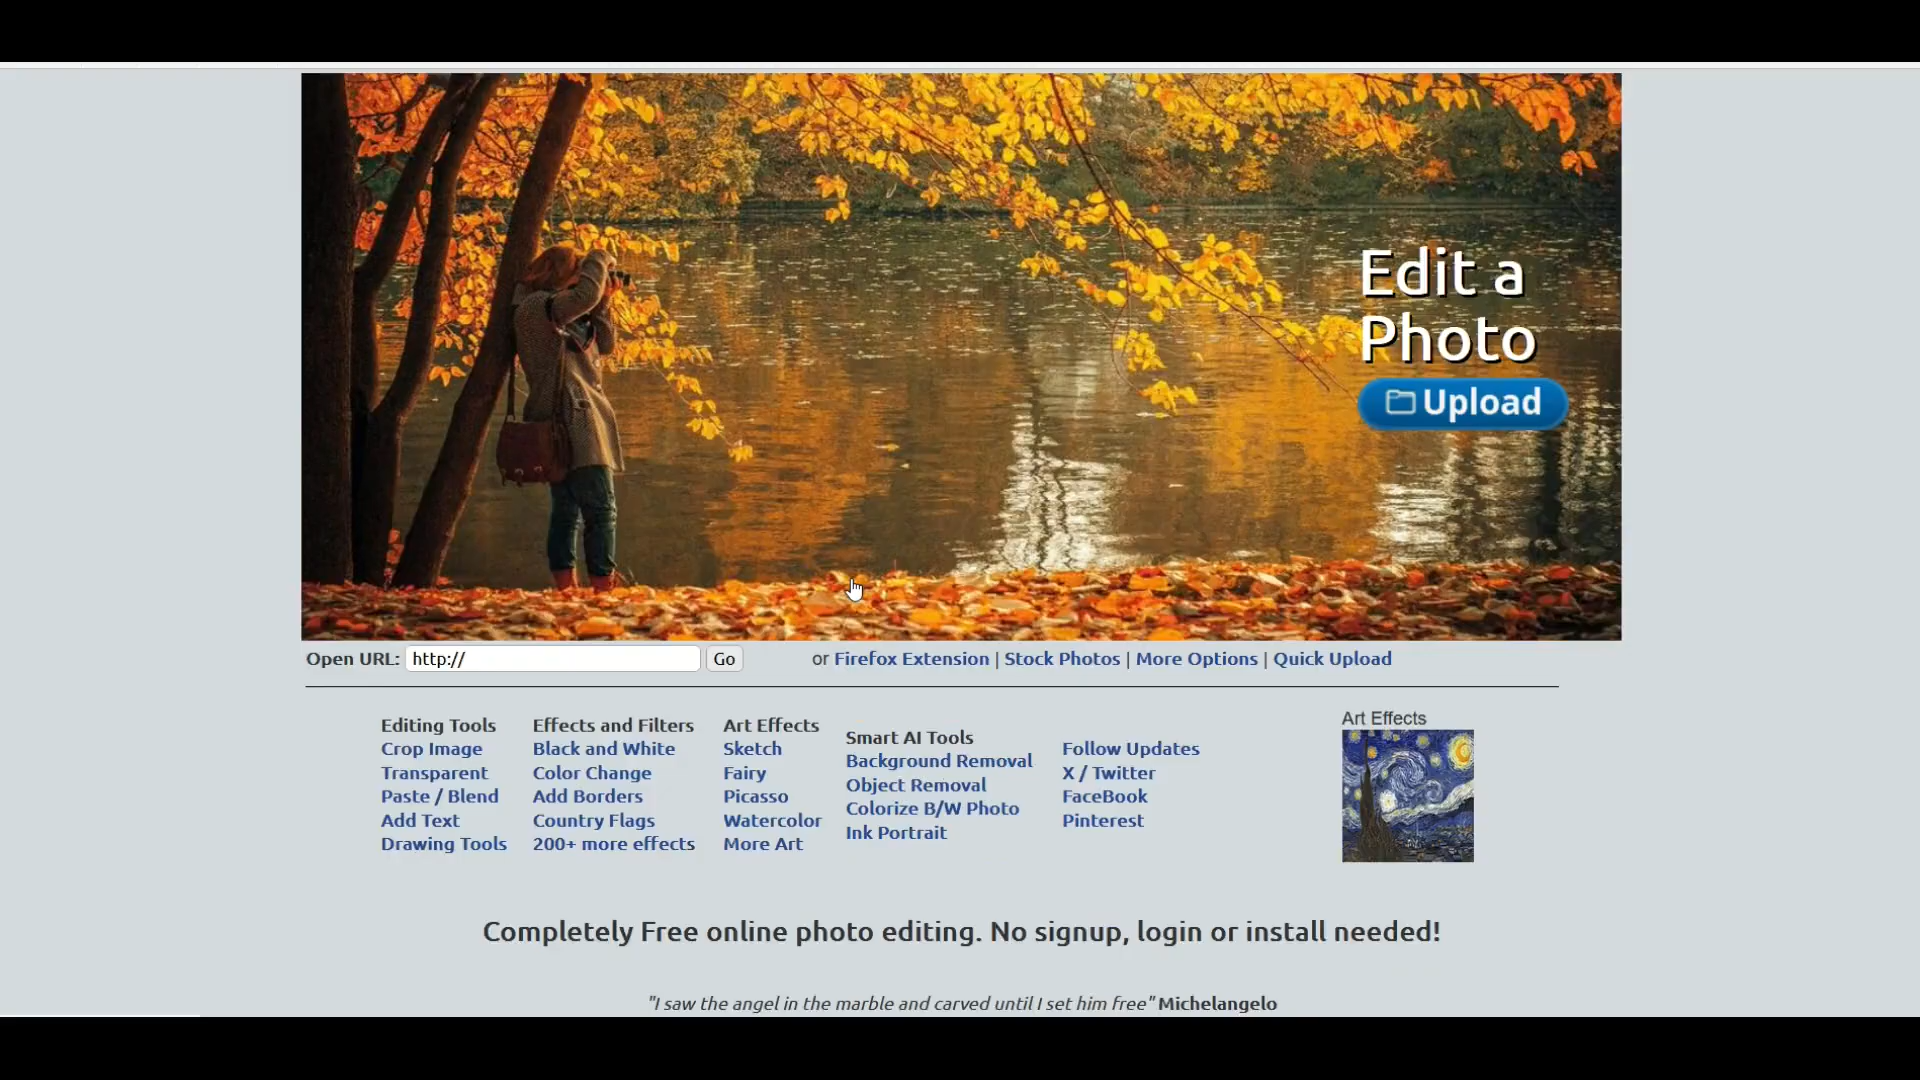 Edit a
Photo
Upload
Open URL: http:// Go or Firefox Extension | Stock Photos | More Options | Quick Upload
Editing Tools
Crop Image
Transparent
Paste / Blend
Add Text
Drawing Tools
Effects and Filters
Black and White
Color Change
Add Borders
Country Flags
200+ more effects
Art Effects
Sketch
Fairy
Picasso
Watercolor
More Art
Smart AI Tools
Background Removal
Object Removal
Colorize B/W Photo
Ink Portrait
Follow Updates
X / Twitter
FaceBook
Pinterest
Art Effects
Completely Free online photo editing. No signup, login or install needed!
"I saw the angel in the marble and carved until I set him free" Michelangelo